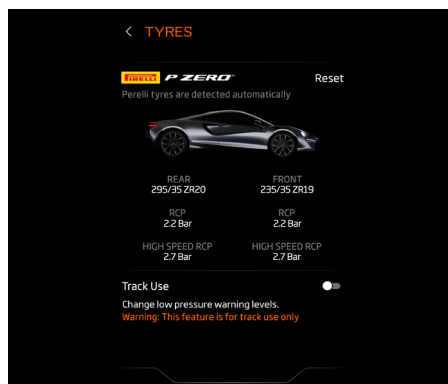 TYRES
PIRELLI P ZERO Reset
Perelli tyres are detected automatically
REAR FRONT
295/35 ZR20 235/35 ZR19
RCP RCP
2.2 Bar 2.2 Bar
HIGH SPEED RCP HIGH SPEED RCP
2.7 Bar 2.7 Bar
Track Use
Change low pressure warning levels.
Warning: This feature is for track use only